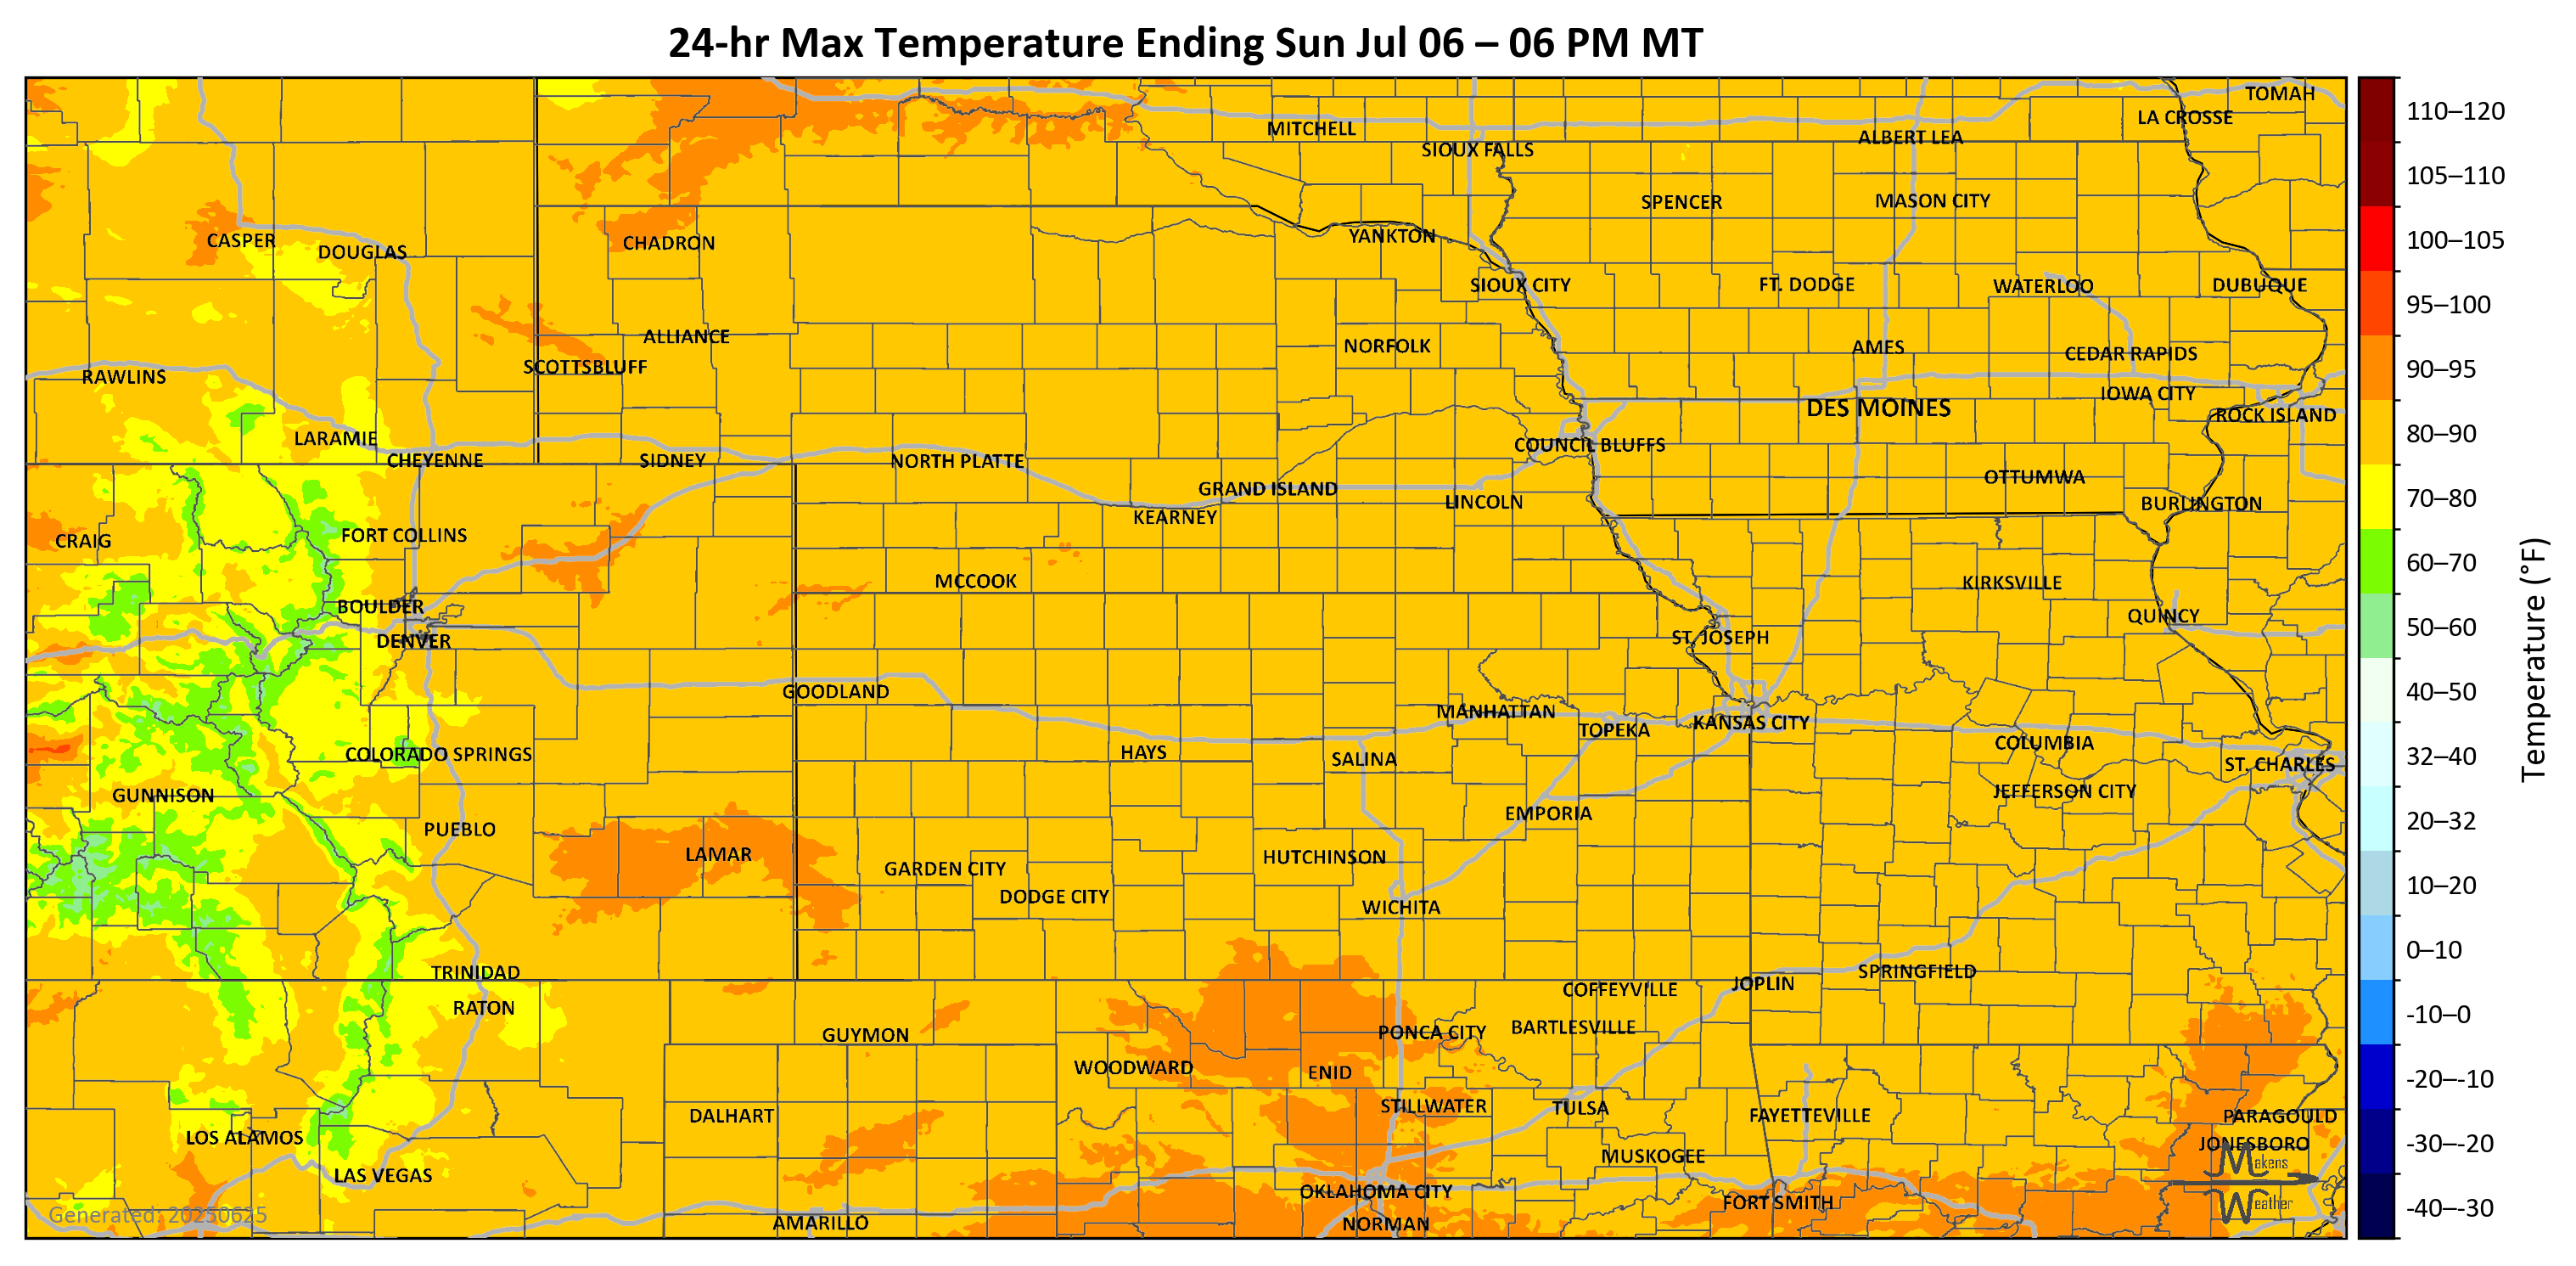 24-hr Max Temperature Ending Sun Jul 06 – 06 PM MT
TOMAH
LA CROSSE
MITCHELL
ALBERT LEA
SIOUX FALLS
SPENCER
MASON CITY
CASPER
DOUGLAS
CHADRON
YANKTON
SIOUX CITY
FT. DODGE
WATERLOO
DUBUQUE
ALLIANCE
NORFOLK
AMES
CEDAR RAPIDS
SCOTTSBLUFF
RAWLINS
IOWA CITY
DES MOINES
ROCK ISLAND
LARAMIE
COUNCIL BLUFFS
CHEYENNE
SIDNEY
NORTH PLATTE
OTTUMWA
GRAND ISLAND
LINCOLN
BURLINGTON
KEARNEY
CRAIG
FORT COLLINS
MCCOOK
KIRKSVILLE
BOULDER
QUINCY
DENVER
ST. JOSEPH
GOODLAND
MANHATTAN
TOPEKA
KANSAS CITY
COLORADO SPRINGS
HAYS
SALINA
COLUMBIA
ST. CHARLES
GUNNISON
JEFFERSON CITY
EMPORIA
PUEBLO
LAMAR
HUTCHINSON
GARDEN CITY
DODGE CITY
WICHITA
TRINIDAD
SPRINGFIELD
JOPLIN
COFFEYVILLE
RATON
GUYMON
PONCA CITY
BARTLESVILLE
WOODWARD
ENID
DALHART
STILLWATER
TULSA
FAYETTEVILLE
PARAGOULD
LOS ALAMOS
JONESBORO
LAS VEGAS
MUSKOGEE
OKLAHOMA CITY
FORT SMITH
AMARILLO
NORMAN
Generated: 20250625
Makens
Weather
110–120
105–110
100–105
95–100
90–95
80–90
70–80
60–70
50–60
40–50
32–40
20–32
10–20
0–10
-10–0
-20–-10
-30–-20
-40–-30
Temperature (°F)